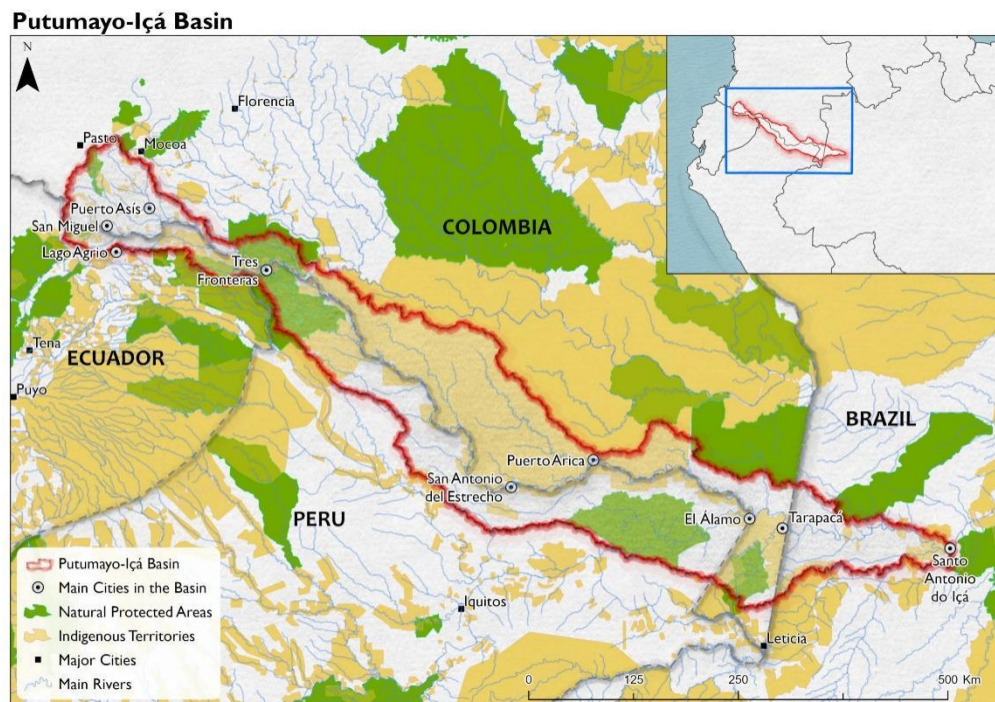 Putumayo-Içá Basin
N
Florencia
Pasto
Mocoa
Puerto Asís
San Miguel
COLOMBIA
Lago Agrio
Tres
Fronteras
Tena
ECUADOR
Puyo
BRAZIL
Puerto Arica
San Antonio
del Estrecho
El Álamo
Tarapacá
PERU
Santo
Antonio
do Içá
Putumayo-Içá Basin
Main Cities in the Basin
Natural Protected Areas
Indigenous Territories
Major Cities
Main Rivers
Iquitos
Leticia
0 125 250 500 Km